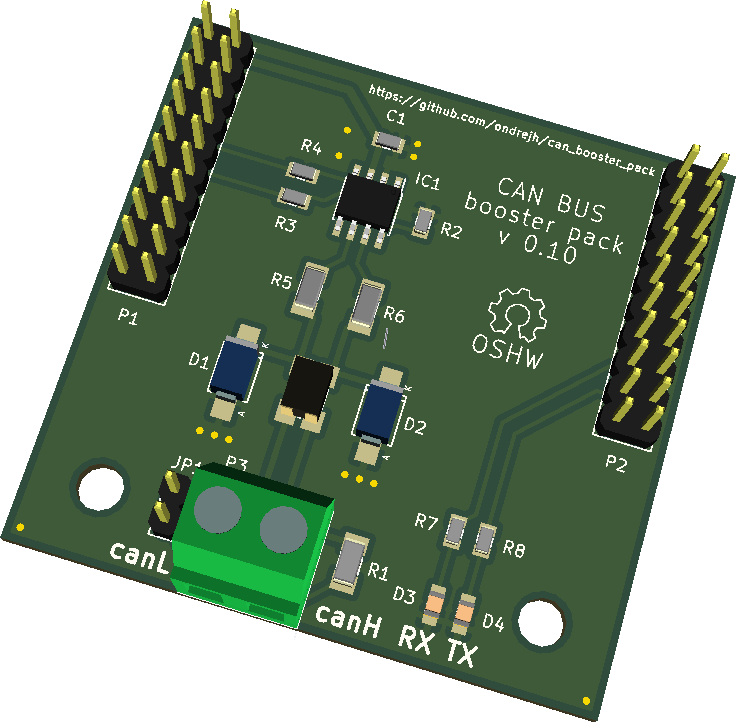 https://github.com/ondrejh/can_booster_pack
C1
R4
IC1
CAN BUS
booster pack
v 0.10
R3
R2
R5
R6
OSHW
P1
D1
K
K
A
D2
A
P2
JP1
P3
canL
R7
R8
R1
D3
D4
canH
RX
TX